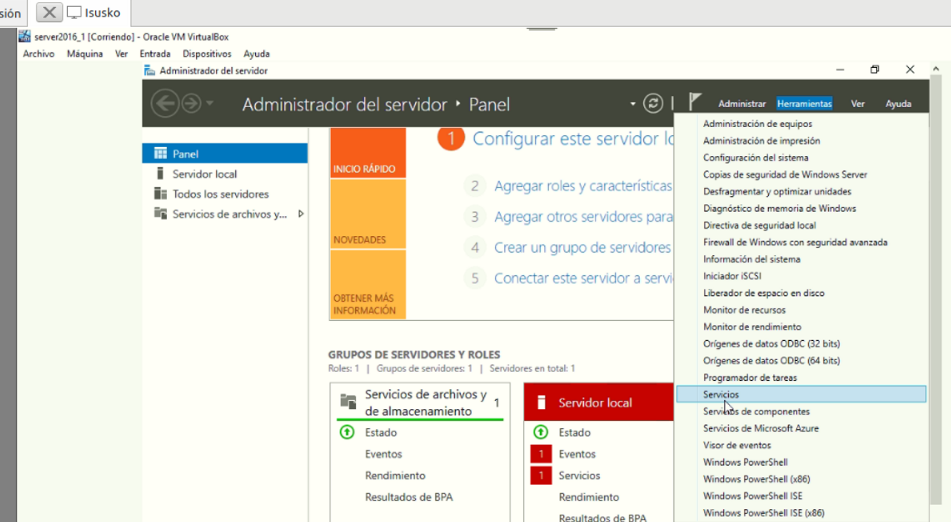 sión
Isusko
server2016_1 [Corriendo] - Oracle VM VirtualBox
Archivo Máquina Ver Entrada Dispositivos Ayuda
Administrador del servidor
Administrador del servidor • Panel
Administrar Herramientas Ver Ayuda
Panel
Servidor local
Todos los servidores
Servicios de archivos y...
INICIO RÁPIDO
NOVEDADES
OBTENER MÁS
INFORMACIÓN
1 Configurar este servidor lo
2 Agregar roles y características
3 Agregar otros servidores para
4 Crear un grupo de servidores
5 Conectar este servidor a servi
GRUPOS DE SERVIDORES Y ROLES
Roles: 1 | Grupos de servidores: 1 | Servidores en total: 1
Servicios de archivos y
de almacenamiento
1
Estado
Eventos
Rendimiento
Resultados de BPA
Servidor local
Estado
1 Eventos
1 Servicios
Rendimiento
Resultados de BPA
Administración de equipos
Administración de impresión
Configuración del sistema
Copias de seguridad de Windows Server
Desfragmentar y optimizar unidades
Diagnóstico de memoria de Windows
Directiva de seguridad local
Firewall de Windows con seguridad avanzada
Información del sistema
Iniciador iSCSI
Liberador de espacio en disco
Monitor de recursos
Monitor de rendimiento
Orígenes de datos ODBC (32 bits)
Orígenes de datos ODBC (64 bits)
Programador de tareas
Servicios
Servicios de componentes
Servicios de Microsoft Azure
Visor de eventos
Windows PowerShell
Windows PowerShell (x86)
Windows PowerShell ISE
Windows PowerShell ISE (x86)